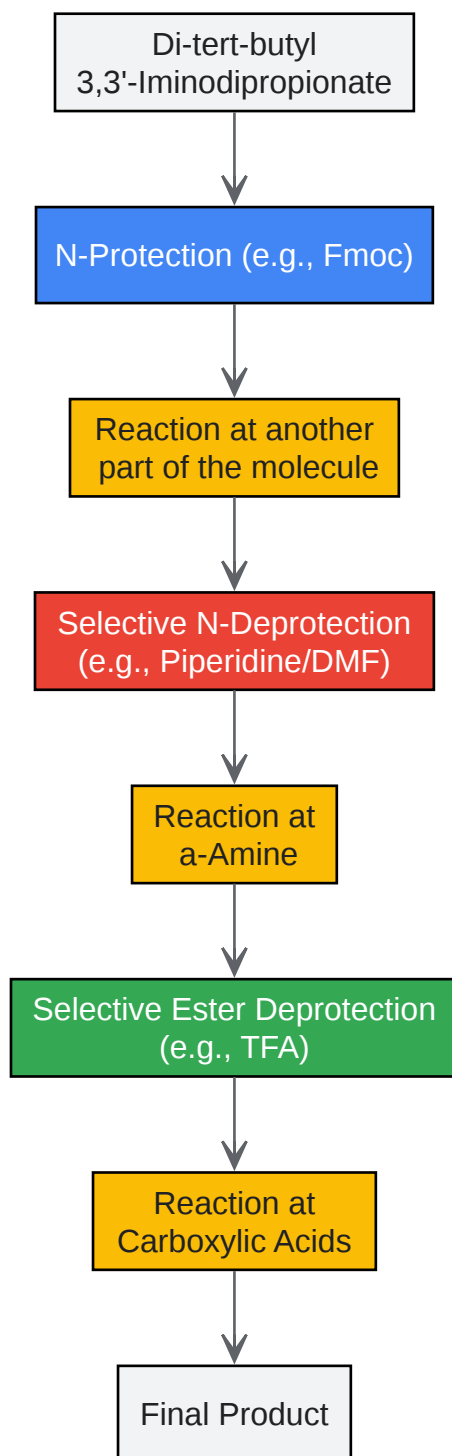 Di-tert-butyl
3,3'-Iminodipropionate
N-Protection (e.g., Fmoc)
Reaction at another
part of the molecule
Selective N-Deprotection
(e.g., Piperidine/DMF)
Reaction at
a-Amine
Selective Ester Deprotection
(e.g., TFA)
Reaction at
Carboxylic Acids
Final Product